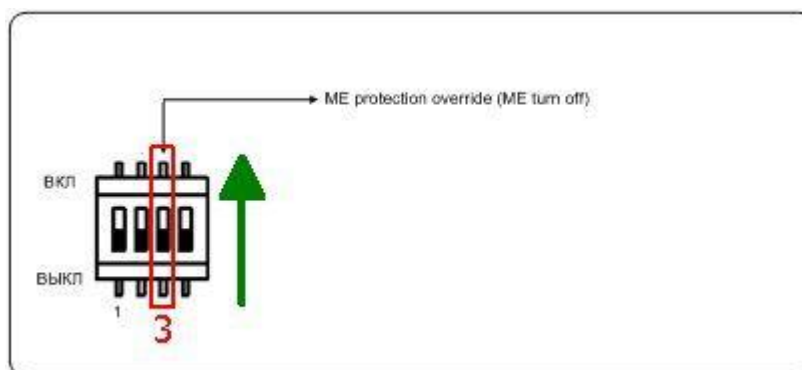 ME protection override (ME turn off)
ВКЛ
ВЫКЛ
1
3